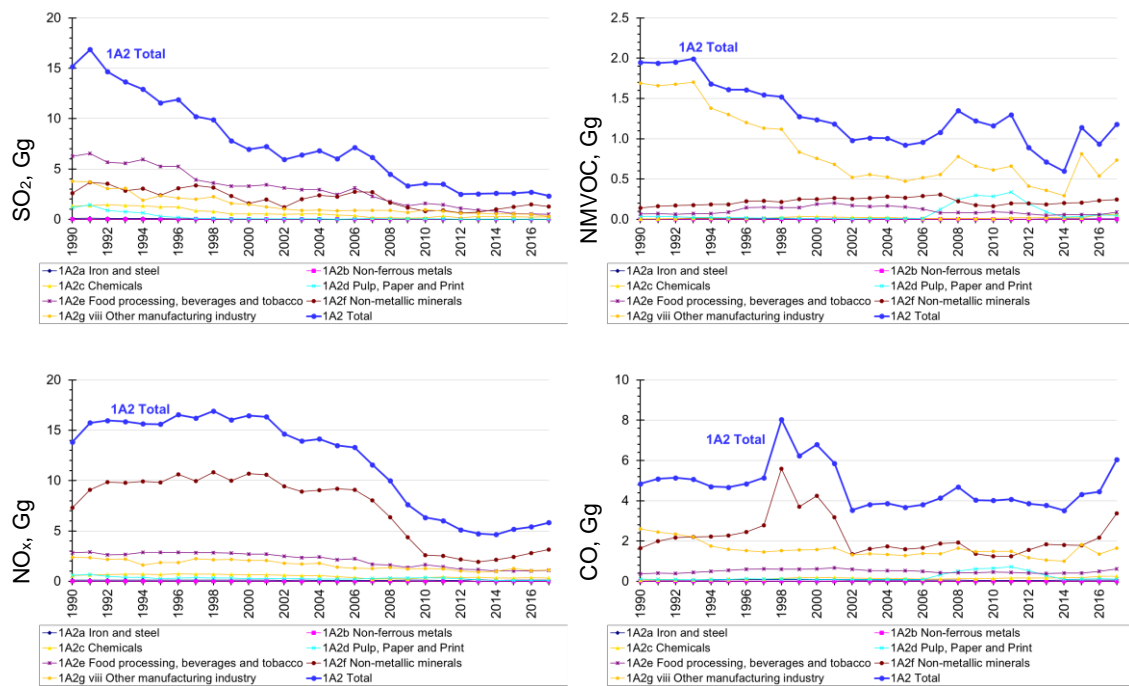 20
15
10
5
0
SO2, Gg
1A2 Total
1990
1992
1994
1996
1998
2000
2002
2004
2006
2008
2010
2012
2014
2016
1A2a Iron and steel
1A2b Non-ferrous metals
1A2c Chemicals
1A2d Pulp, Paper and Print
1A2e Food processing, beverages and tobacco
1A2f Non-metallic minerals
1A2g viii Other manufacturing industry
1A2 Total
2.5
2.0
1.5
1.0
0.5
0.0
NMVOC, Gg
1A2 Total
1990
1992
1994
1996
1998
2000
2002
2004
2006
2008
2010
2012
2014
2016
1A2a Iron and steel
1A2b Non-ferrous metals
1A2c Chemicals
1A2d Pulp, Paper and Print
1A2e Food processing, beverages and tobacco
1A2f Non-metallic minerals
1A2g viii Other manufacturing industry
1A2 Total
20
15
10
5
0
NOx, Gg
1A2 Total
1990
1992
1994
1996
1998
2000
2002
2004
2006
2008
2010
2012
2014
2016
1A2a Iron and steel
1A2b Non-ferrous metals
1A2c Chemicals
1A2d Pulp, Paper and Print
1A2e Food processing, beverages and tobacco
1A2f Non-metallic minerals
1A2g viii Other manufacturing industry
1A2 Total
10
8
6
4
2
0
CO, Gg
1A2 Total
1990
1992
1994
1996
1998
2000
2002
2004
2006
2008
2010
2012
2014
2016
1A2a Iron and steel
1A2b Non-ferrous metals
1A2c Chemicals
1A2d Pulp, Paper and Print
1A2e Food processing, beverages and tobacco
1A2f Non-metallic minerals
1A2g viii Other manufacturing industry
1A2 Total